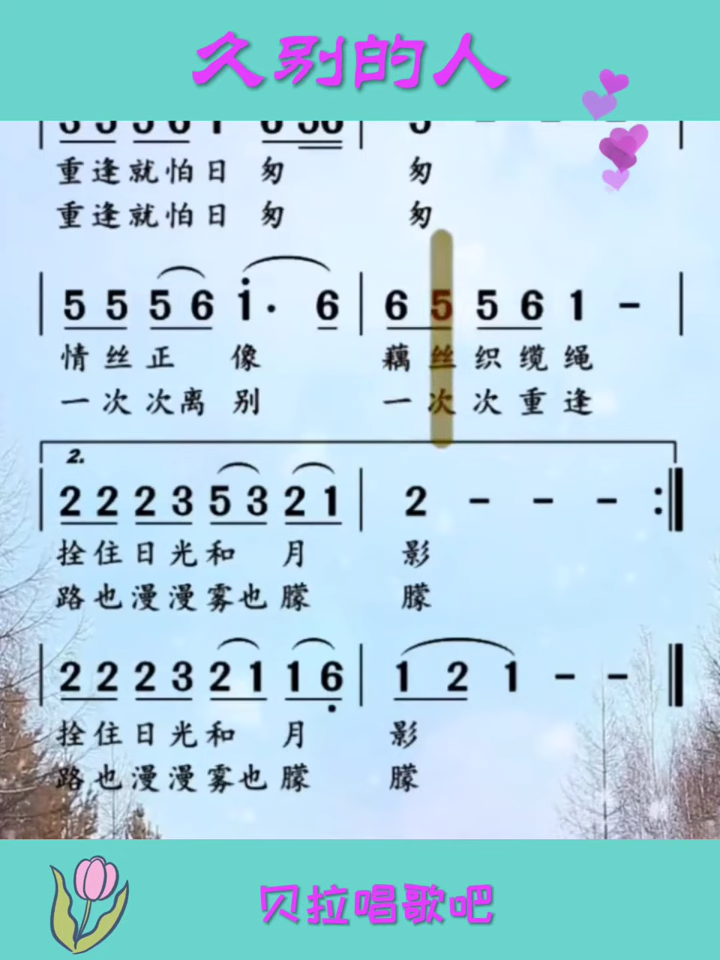 久别的人
重逢就怕日匆 匆
重逢就怕日匆 匆
| 5 5 5 6 i· 6 | 6 5 5 6 1 - |
情丝正 像 藕丝织缆绳
一次次离别 一次次重逢
2.
| 2 2 2 3 5 3 2 1 | 2 - - - :||
拴住日光和 月 影
路也漫漫雾也朦 朦
| 2 2 2 3 2 1 1 6 | 1 2 1 - - ||
拴住日光和 月 影
路也漫漫雾也朦 朦
贝拉唱歌吧